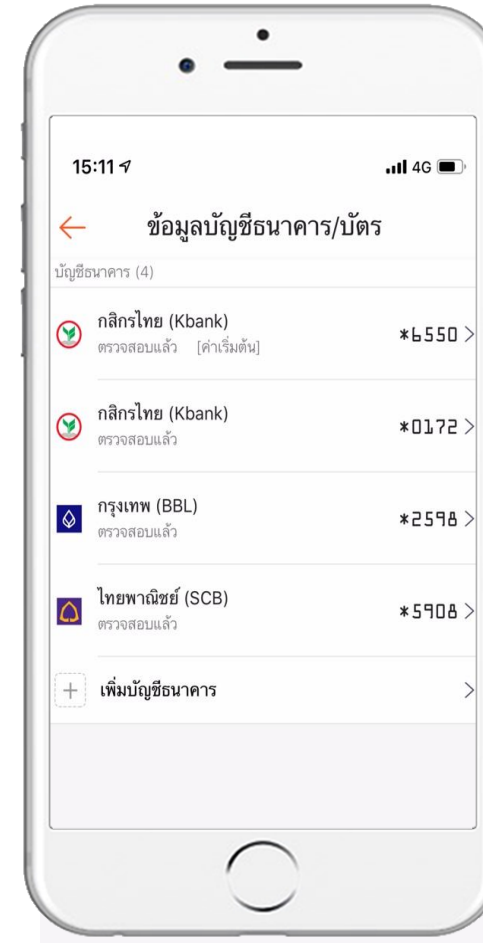 15:11
4G
ข้อมูลบัญชีธนาคาร/บัตร
บัญชีธนาคาร (4)
กสิกรไทย (Kbank)
*6550
ตรวจสอบแล้ว [ค่าเริ่มต้น]
กสิกรไทย (Kbank)
*0172
ตรวจสอบแล้ว
กรุงเทพ (BBL)
*2598
ตรวจสอบแล้ว
ไทยพาณิชย์ (SCB)
*5908
ตรวจสอบแล้ว
เพิ่มบัญชีธนาคาร